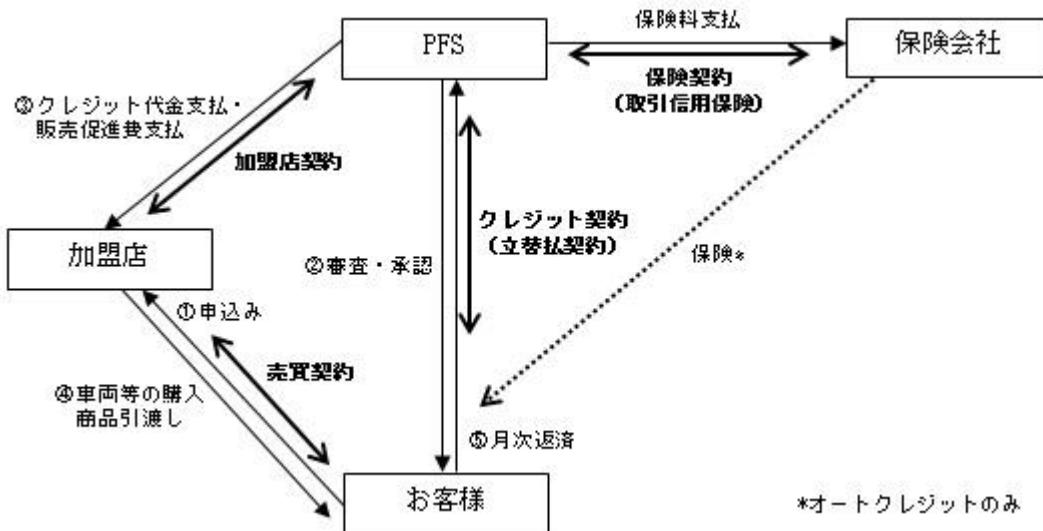 PFS
保険料支払
保険会社
保険契約
(取引信用保険)
③クレジット代金支払・
販売促進費支払
加盟店契約
クレジット契約
(立替払契約)
加盟店
②審査・承認
保険*
①申込み
売買契約
④車両等の購入
商品引渡し
⑤月次返済
お客様
*オートクレジットのみ